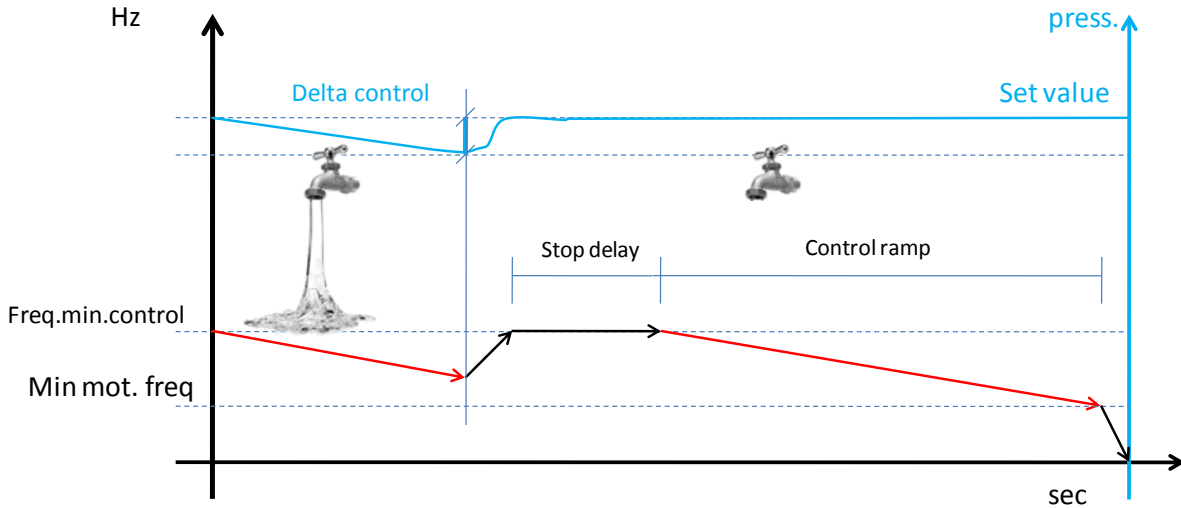 Hz
press.
Delta control
Set value
Stop delay
Control ramp
Freq.min.control
Min mot. freq
sec